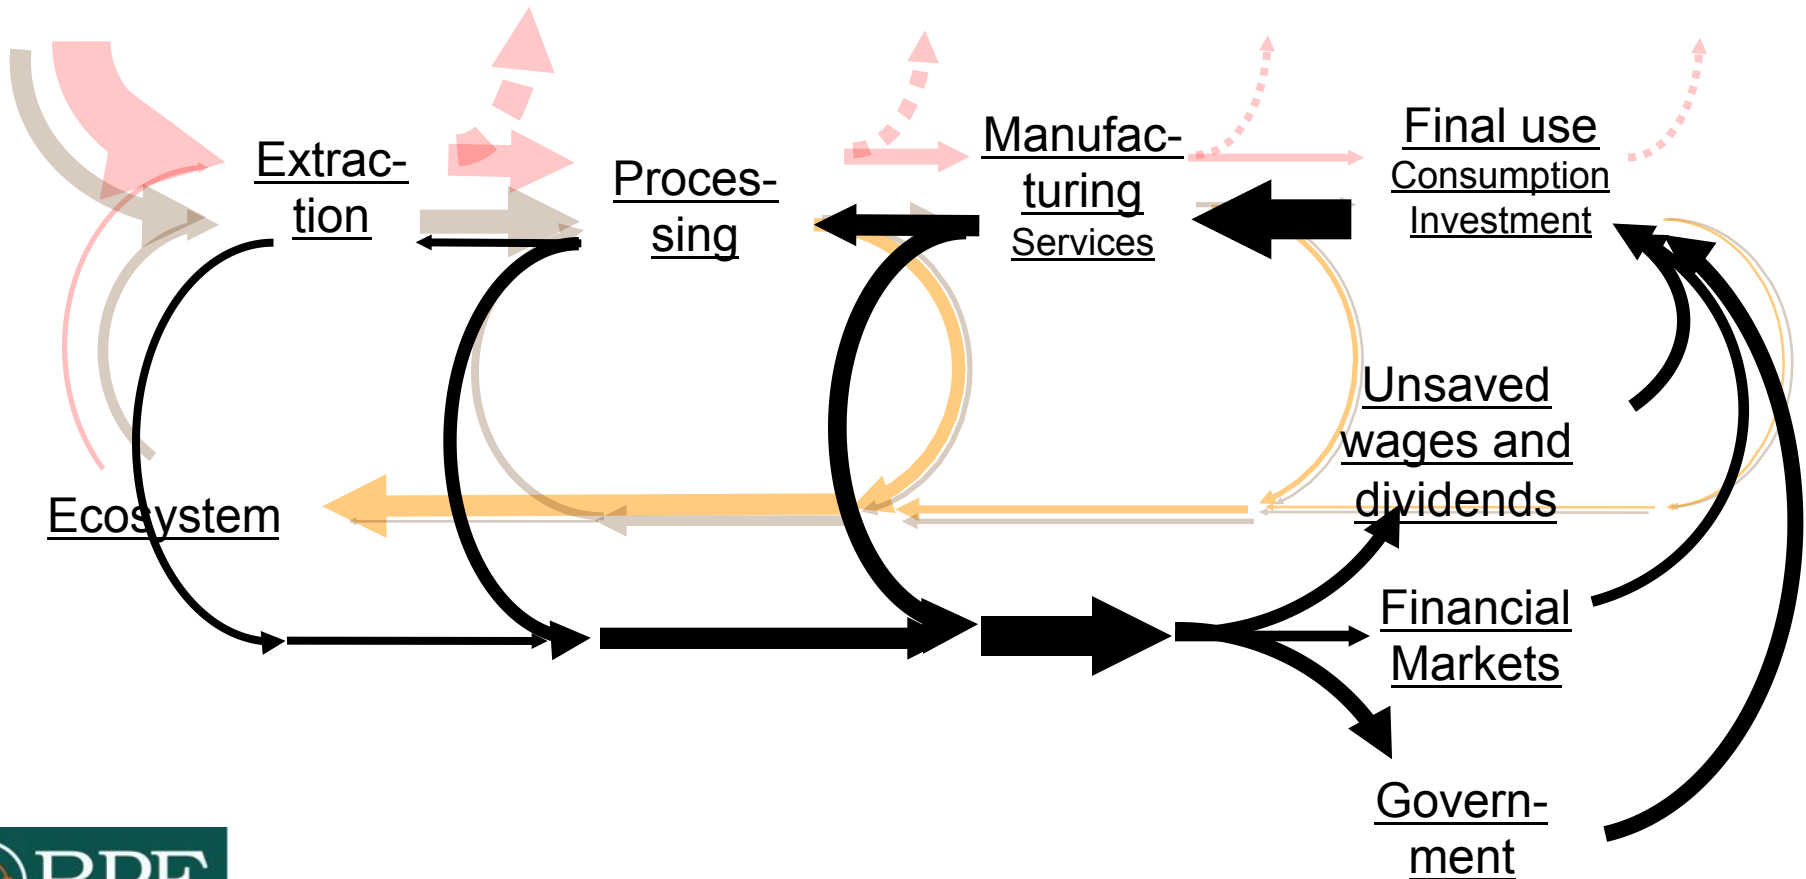 Extrac-
tion
Proces-
sing
Manufac-
turing
Services
Final use
Consumption
Investment
Unsaved
wages and
dividends
Ecosystem
Financial
Markets
Govern-
ment